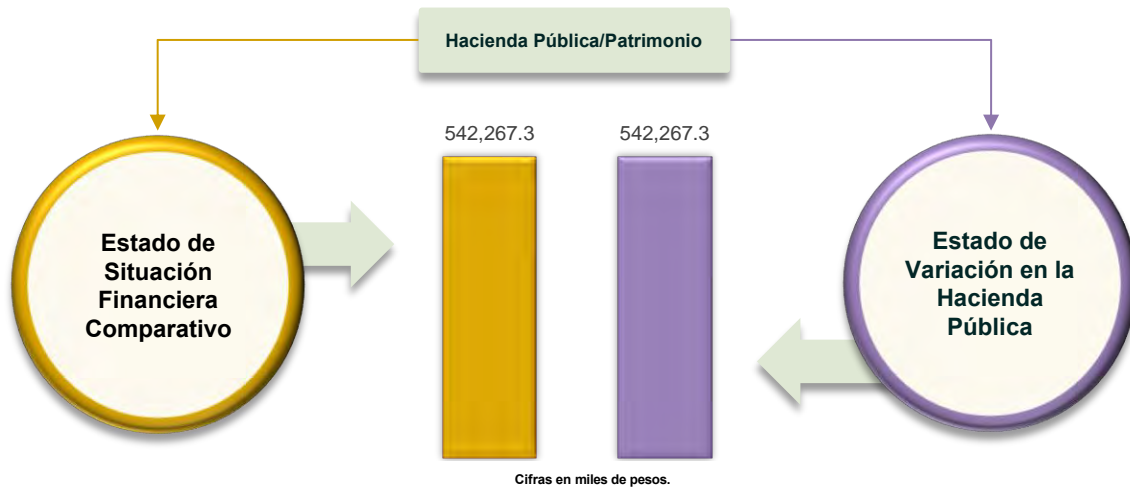 Hacienda Pública/Patrimonio
542,267.3
542,267.3
Estado de
Situación
Financiera
Comparativo
Estado de
Variación en la
Hacienda
Pública
Cifras en miles de pesos.